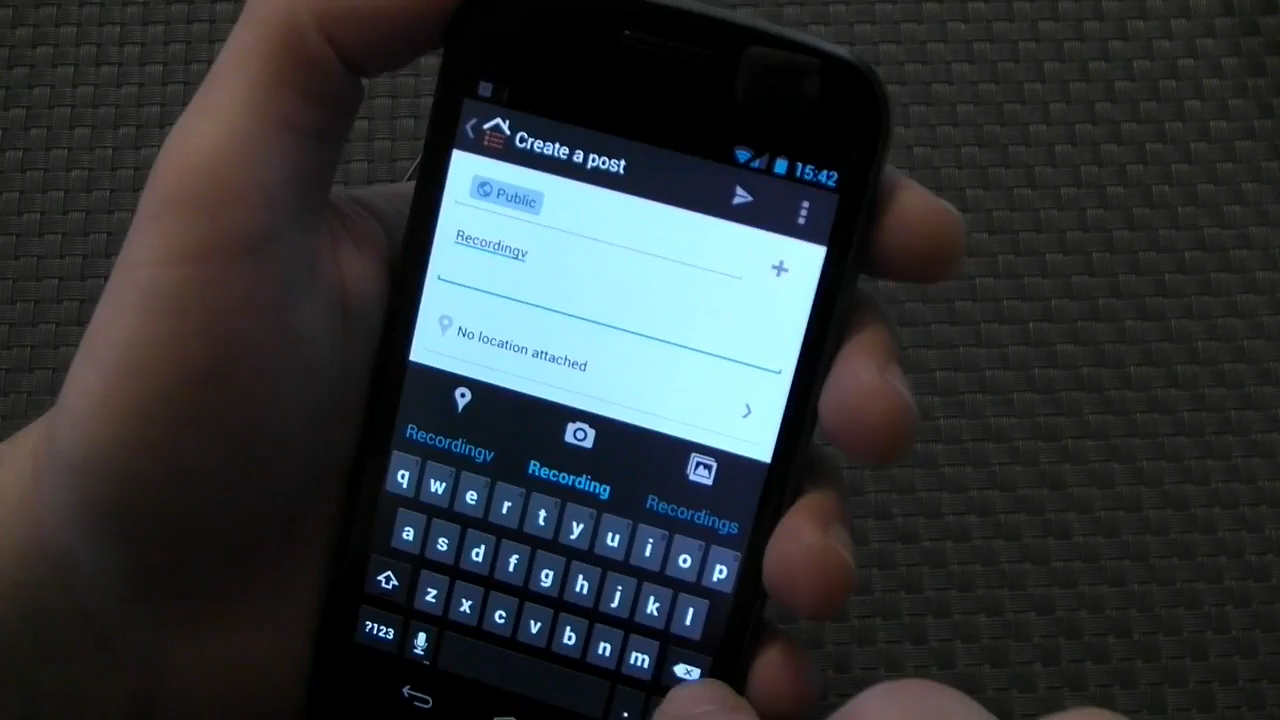 15:42
Create a post
Public
Recordingv
No location attached
Recordingv Recording Recordings
q w e r t y u i o p
a s d f g h j k l
z x c v b n m
?123 .